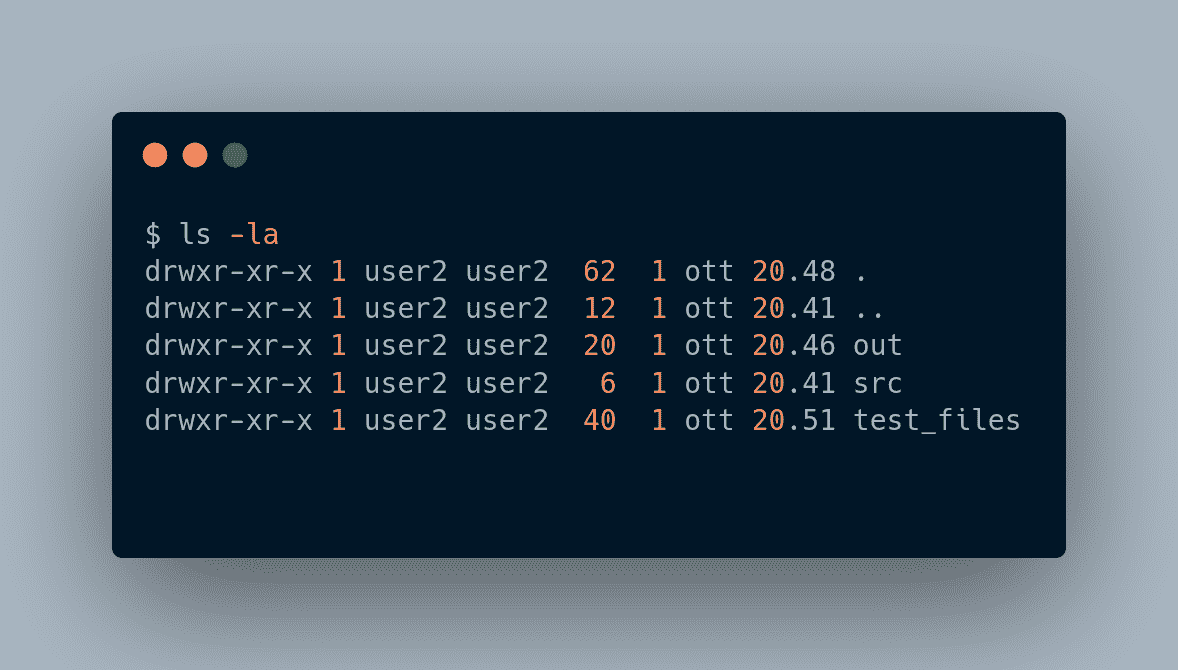 $ ls -la
drwxr-xr-x 1 user2 user2  62  1 ott 20.48 .
drwxr-xr-x 1 user2 user2  12  1 ott 20.41 ..
drwxr-xr-x 1 user2 user2  20  1 ott 20.46 out
drwxr-xr-x 1 user2 user2   6  1 ott 20.41 src
drwxr-xr-x 1 user2 user2  40  1 ott 20.51 test_files